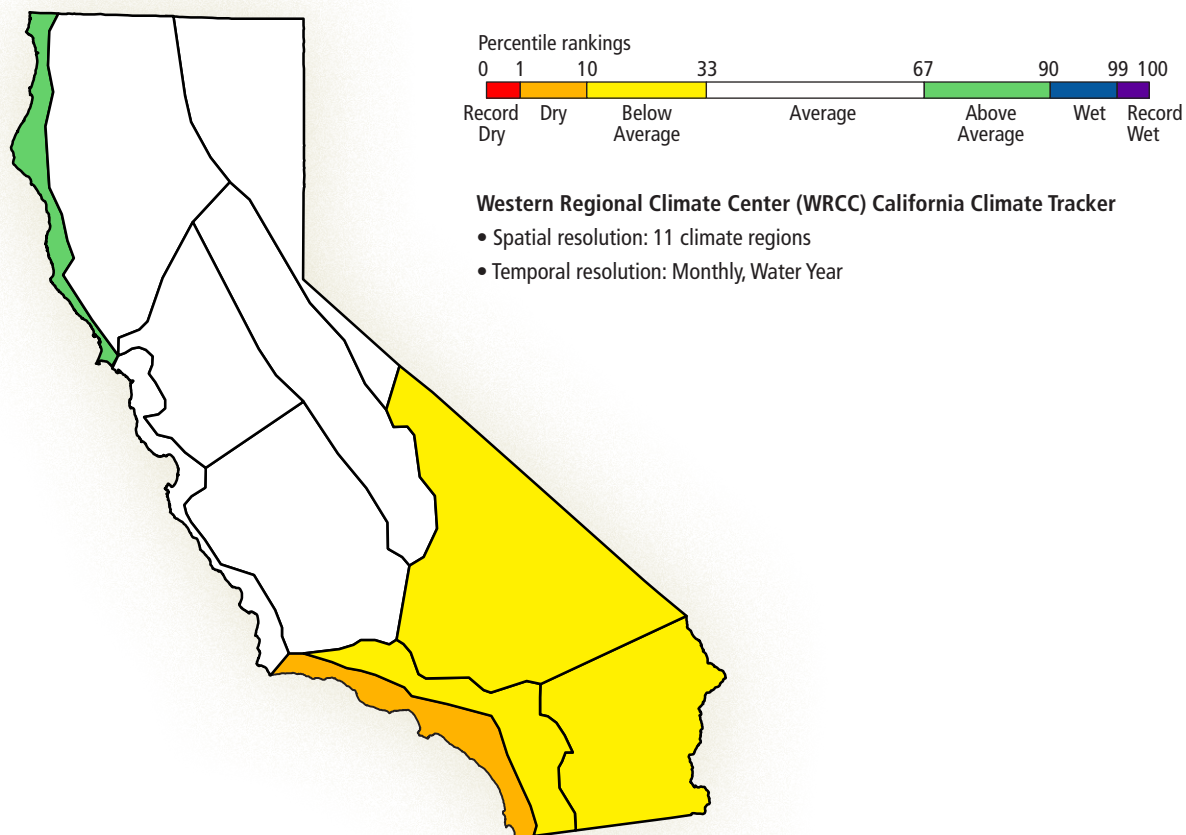 Percentile rankings
0 1 10 33 67 90 99 100
Record Dry Below Average Above Wet Record
Dry Average Average Wet
Western Regional Climate Center (WRCC) California Climate Tracker
• Spatial resolution: 11 climate regions
• Temporal resolution: Monthly, Water Year